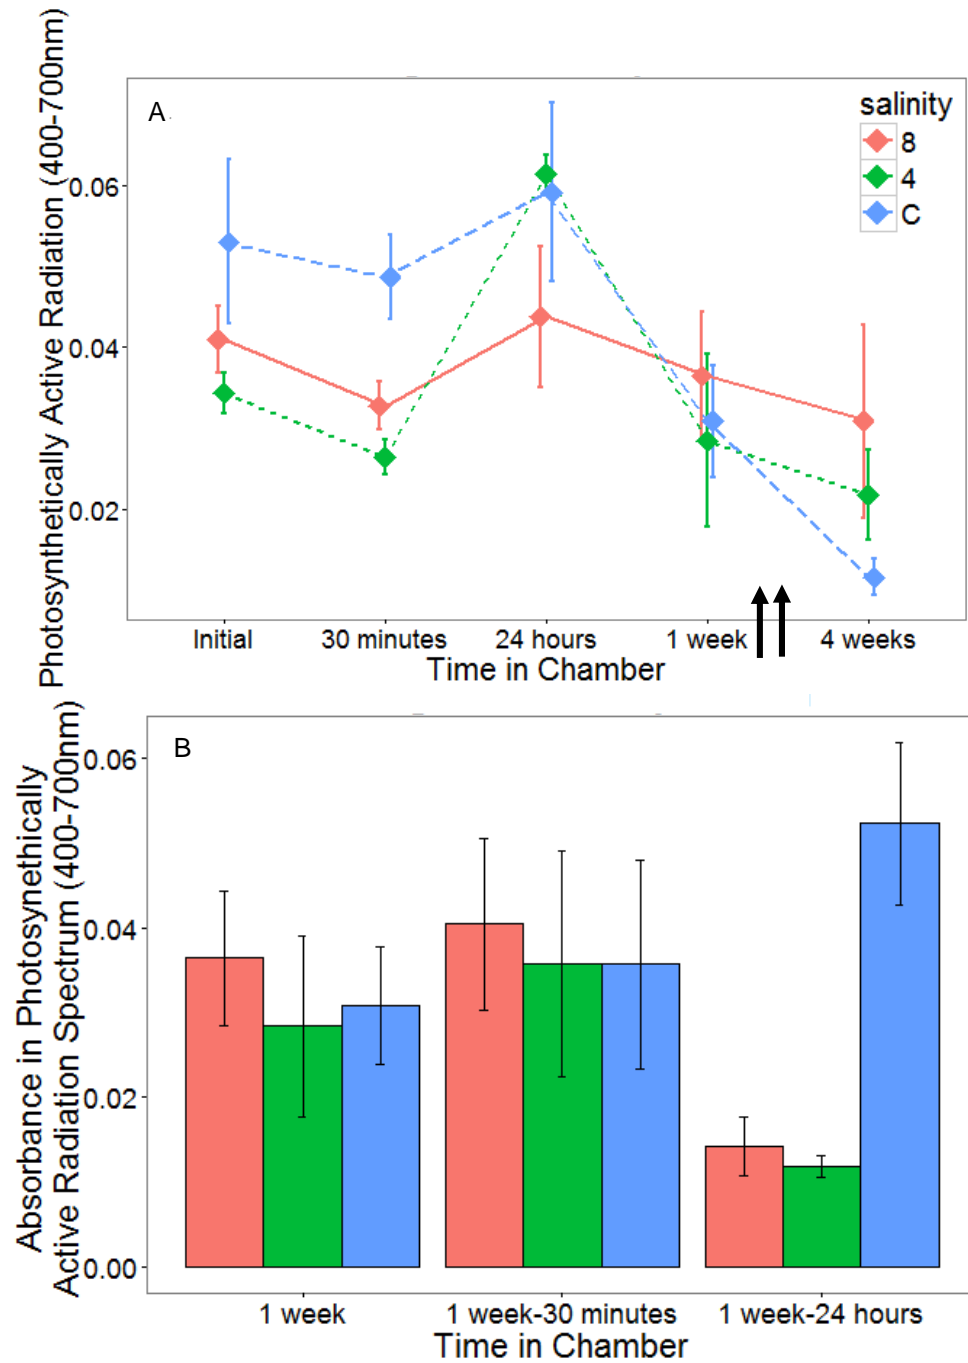 A
Photosynthetically Active Radiation (400-700nm)
salinity
8
4
C
0.06
0.04
0.02
Initial
30 minutes
24 hours
1 week
4 weeks
Time in Chamber
B
Absorbance in Photosynethically
Active Radiation Spectrum (400-700nm)
0.06
0.04
0.02
0.00
1 week
1 week-30 minutes
1 week-24 hours
Time in Chamber